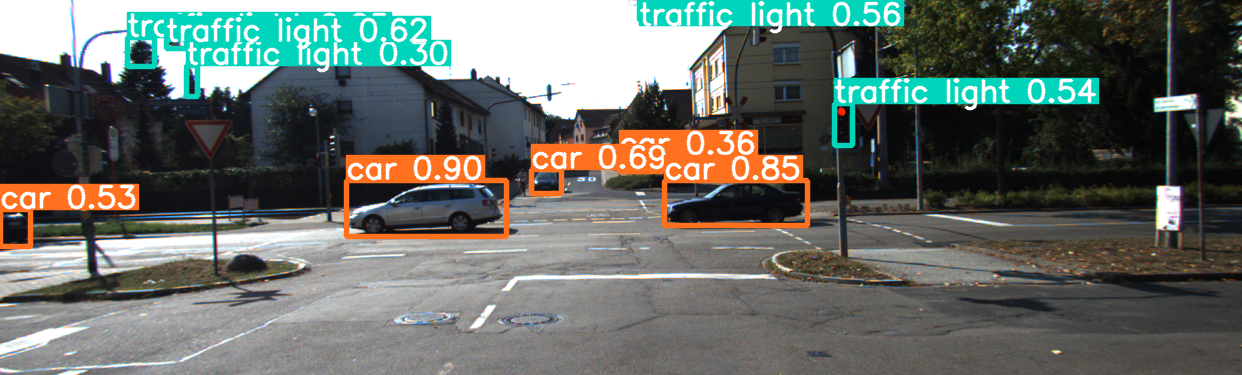 traffic light 0.56
traffic light 0.62
traffic light 0.30
traffic light 0.54
car 0.36
car 0.69
car 0.90
car 0.85
car 0.53
30